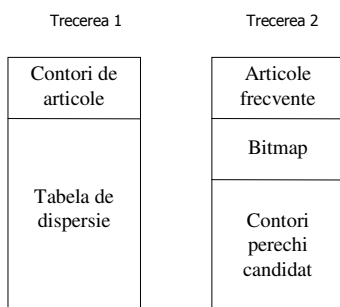 Trecerea 1
Trecerea 2
Contori de
articole
Tabela de
dispersie
Articole
frecvente
Bitmap
Contori
perechi
candidat